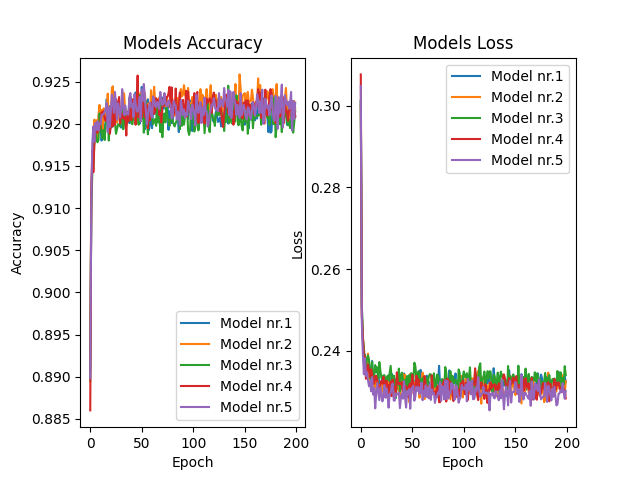 Models Accuracy
Accuracy
0.925
0.920
0.915
0.910
0.905
0.900
0.895
0.890
0.885
0
50
100
150
200
Epoch
Model nr.1
Model nr.2
Model nr.3
Model nr.4
Model nr.5
Models Loss
Loss
0.30
0.28
0.26
0.24
0
50
100
150
200
Epoch
Model nr.1
Model nr.2
Model nr.3
Model nr.4
Model nr.5